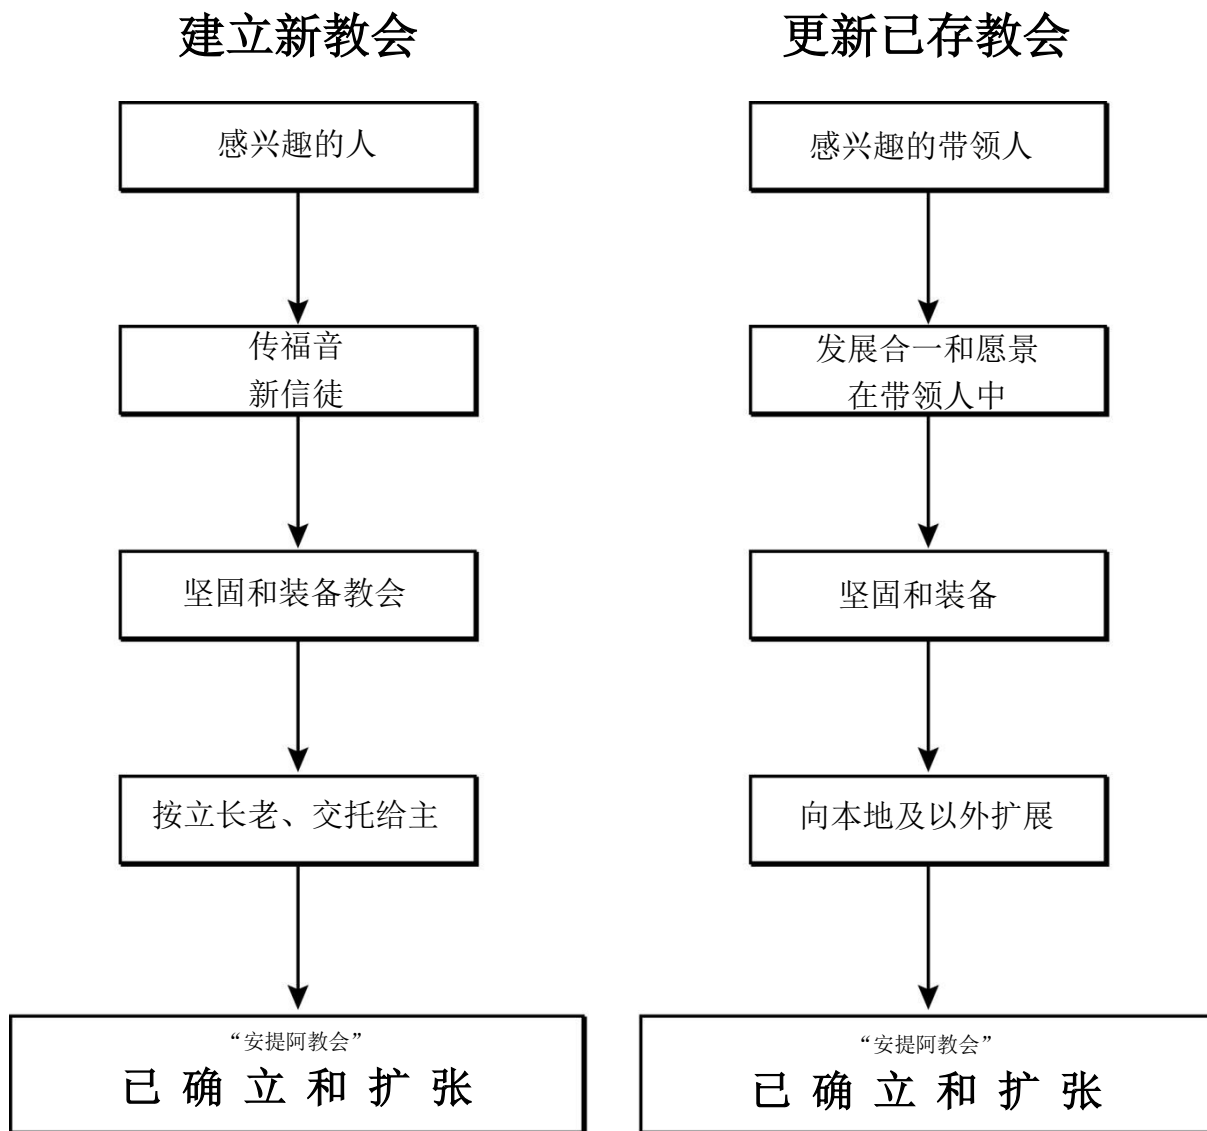 建立新教会
感兴趣的人
传福音
新信徒
坚固和装备教会
按立长老、交托给主
“安提阿教会”
已确立和扩张
更新已存教会
感兴趣的带领人
发展合一和愿景
在带领人中
坚固和装备
向本地及以外扩展
“安提阿教会”
已确立和扩张